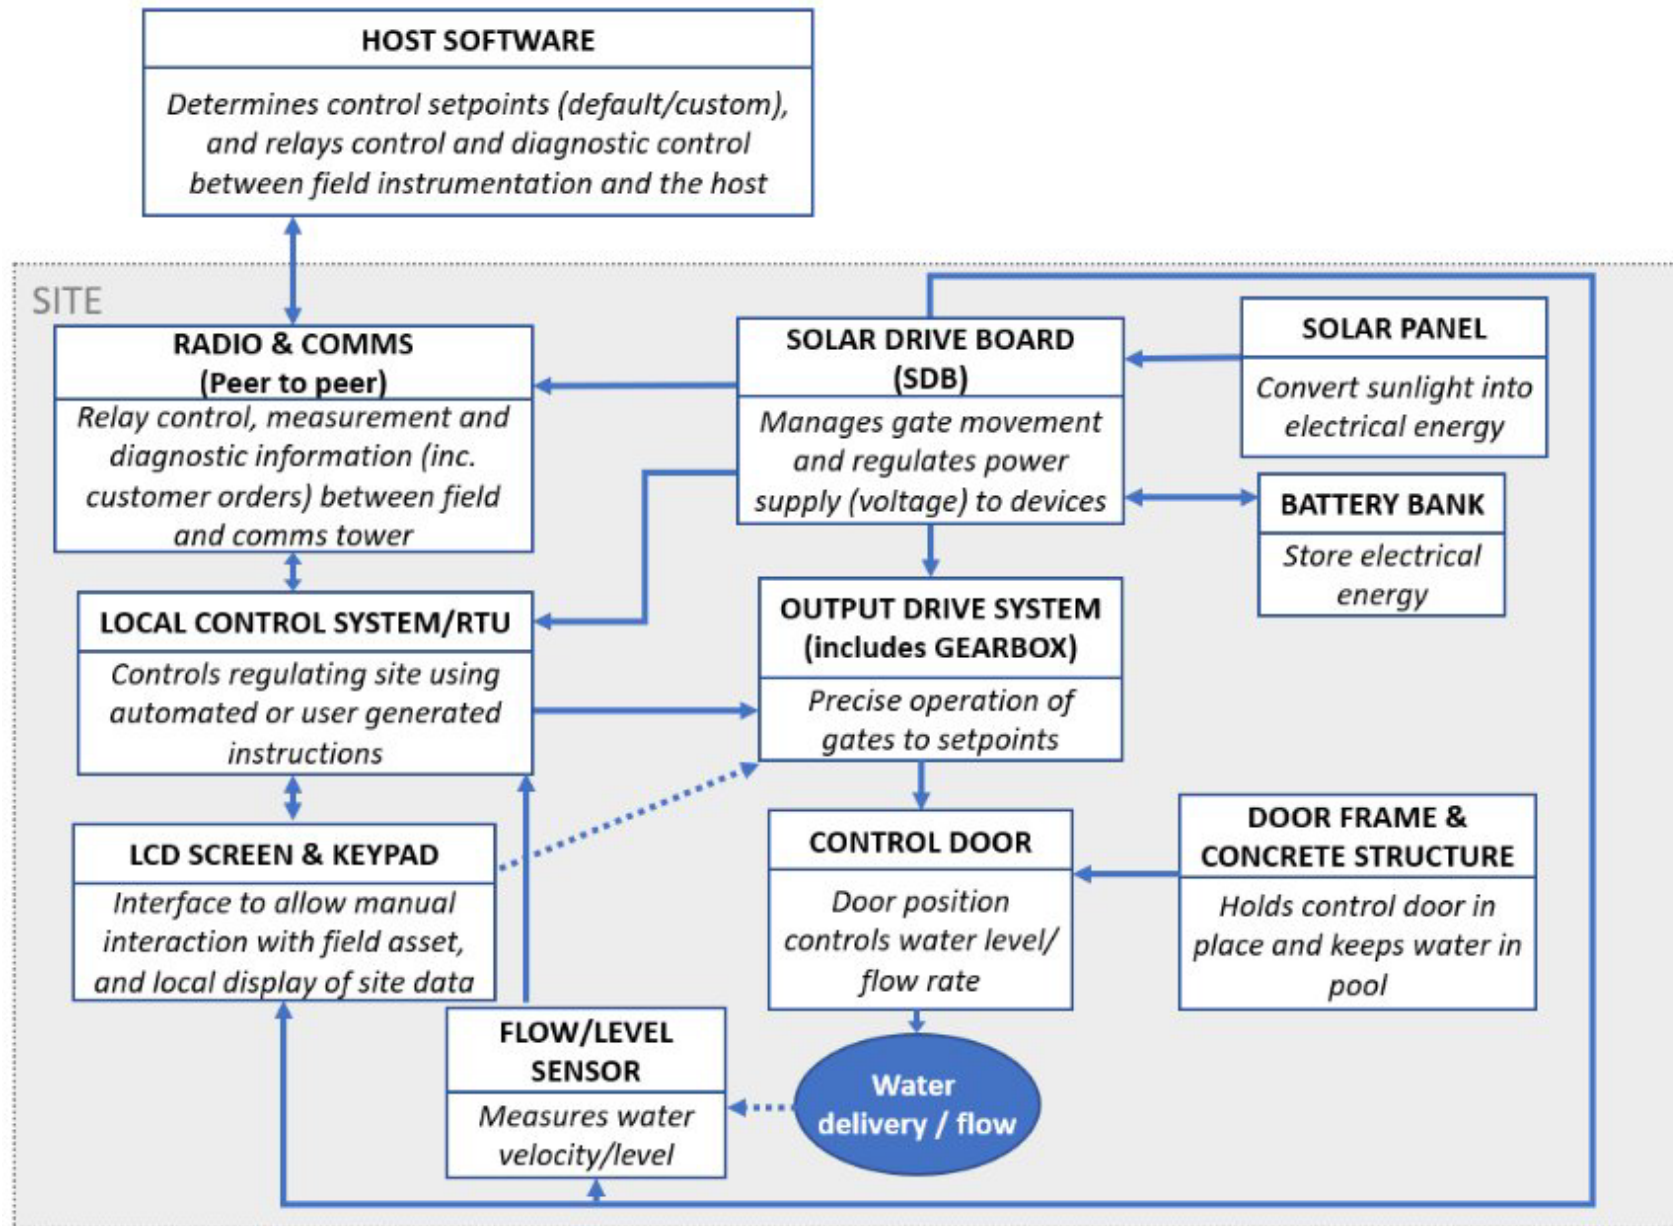 HOST SOFTWARE
Determines control setpoints (default/custom),
and relays control and diagnostic control
between field instrumentation and the host
SITE
RADIO & COMMS
(Peer to peer)
Relay control, measurement and
diagnostic information (inc.
customer orders) between field
and comms tower
SOLAR DRIVE BOARD
(SDB)
Manages gate movement
and regulates power
supply (voltage) to devices
SOLAR PANEL
Convert sunlight into
electrical energy
BATTERY BANK
Store electrical
energy
LOCAL CONTROL SYSTEM/RTU
Controls regulating site using
automated or user generated
instructions
OUTPUT DRIVE SYSTEM
(includes GEARBOX)
Precise operation of
gates to setpoints
LCD SCREEN & KEYPAD
Interface to allow manual
interaction with field asset,
and local display of site data
CONTROL DOOR
Door position
controls water level/
flow rate
DOOR FRAME &
CONCRETE STRUCTURE
Holds control door in
place and keeps water in
pool
FLOW/LEVEL
SENSOR
Measures water
velocity/level
Water
delivery / flow